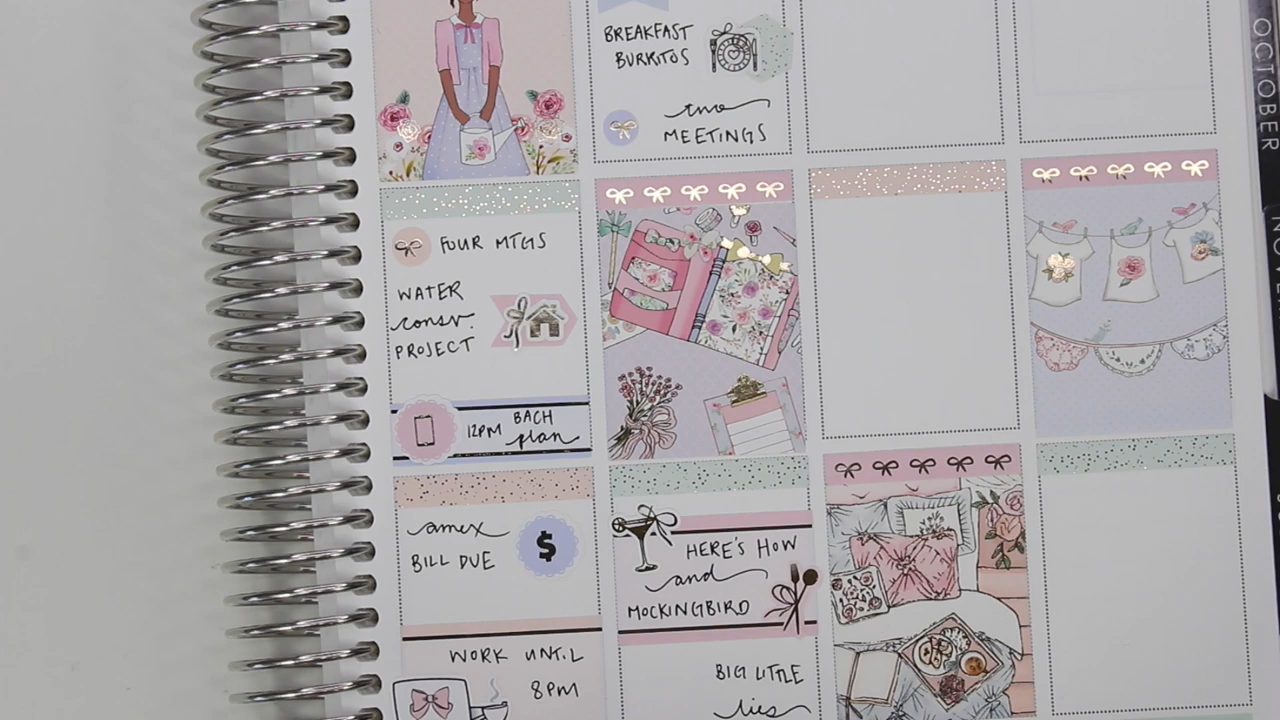 BREAKFAST
BURRITOS
two
MEETINGS
OCTOBER
FOUR MTGS
WATER
consv.
PROJECT
12PM BACH
plan
amex
BILL DUE
$
HERE'S HOW
and
MOCKINGBIRD
WORK UNTIL
8PM
BIG LITTLE
lies